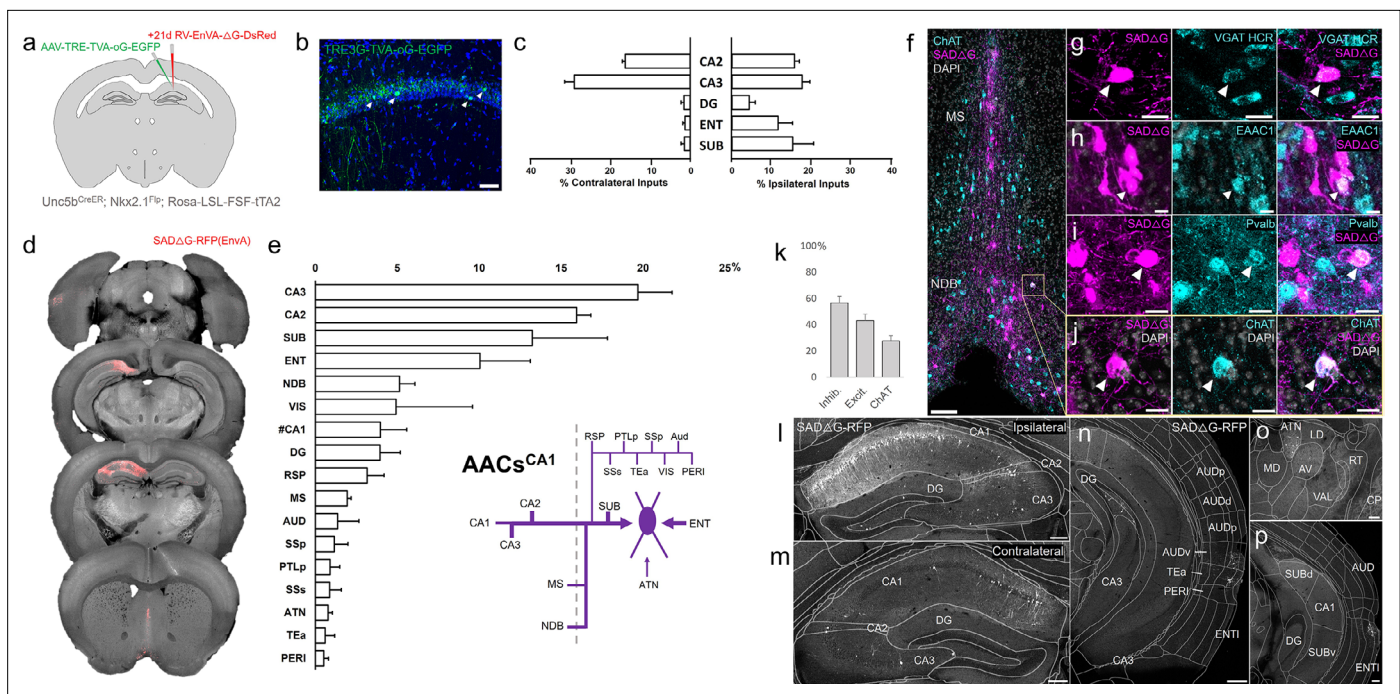 a
+21d RV-EnVA-ΔG-DsRed
AAV-TRE-TVA-oG-EGFP
Unc5bCreER; Nkx2.1Flp; Rosa-LSL-FSF-tTA2
b
TRE3G-TVA-oG-EGFP
c
CA2
CA3
DG
ENT
SUB
40 30 20 10 0
0 10 20 30 40
% Contralateral Inputs
% Ipsilateral Inputs
d
SADΔG-RFP(EnvA)
e
0 5 10 15 20 25%
CA3
CA2
SUB
ENT
NDB
VIS
#CA1
DG
RSP
MS
AUD
SSp
PTLp
SSs
ATN
TEa
PERI
AACsCA1
RSP PTLp SSp Aud
SSs TEa VIS PERI
CA2
SUB
CA1
ENT
CA3
MS
ATN
NDB
f
ChAT
SADΔG
DAPI
MS
NDB
g
SADΔG
VGAT HCR
VGAT HCR
SADΔG
h
SADΔG
EAAC1
EAAC1
SADΔG
i
SADΔG
Pvalb
Pvalb
SADΔG
j
SADΔG
DAPI
ChAT
DAPI
ChAT
SADΔG
DAPI
k
100%
80
60
40
20
0
Inhib.
Excit.
ChAT
l
SADΔG-RFP
Ipsilateral
CA1
CA2
DG
CA3
m
Contralateral
CA1
DG
CA2
CA3
n
SADΔG-RFP
DG
AUDp
AUDd
AUDp
AUDv
CA3
TEa
PERI
ENTl
CA3
o
ATN
LD
MD
AV
RT
VAL
CP
p
AUD
SUBd
CA1
DG
SUBv
ENTl